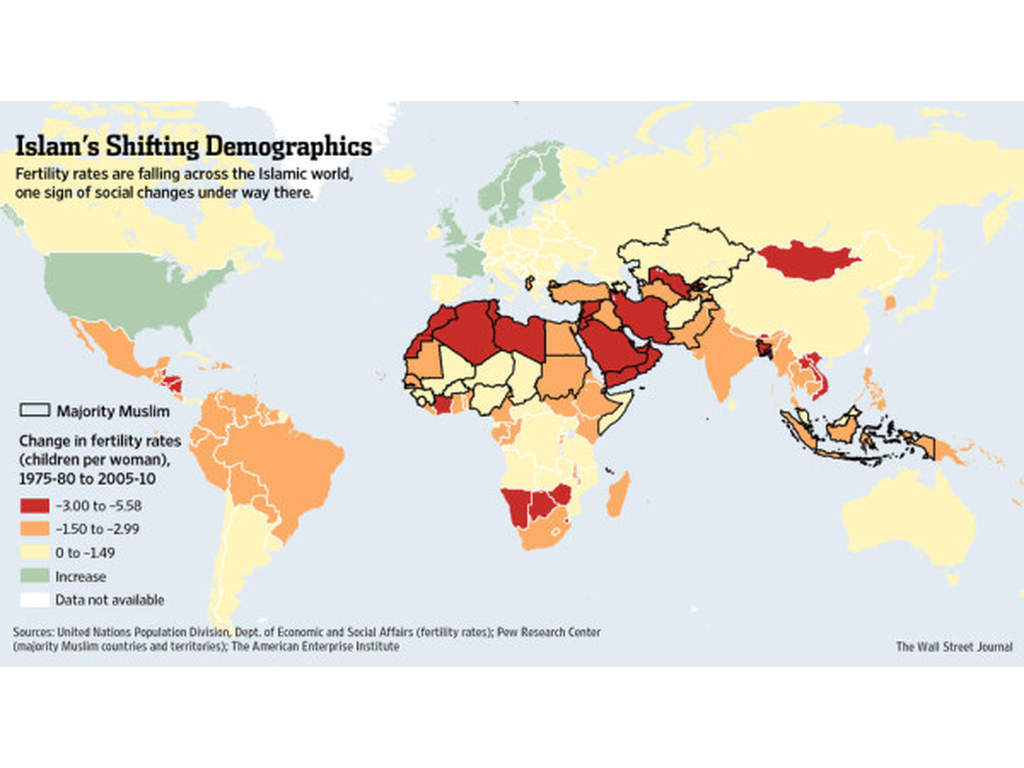 Islam's Shifting Demographics
Fertility rates are falling across the Islamic world,
one sign of social changes under way there.
Majority Muslim
Change in fertility rates
(children per woman),
1975-80 to 2005-10
–3.00 to –5.58
–1.50 to –2.99
0 to –1.49
Increase
Data not available
Sources: United Nations Population Division, Dept. of Economic and Social Affairs (fertility rates); Pew Research Center
(majority Muslim countries and territories); The American Enterprise Institute
The Wall Street Journal